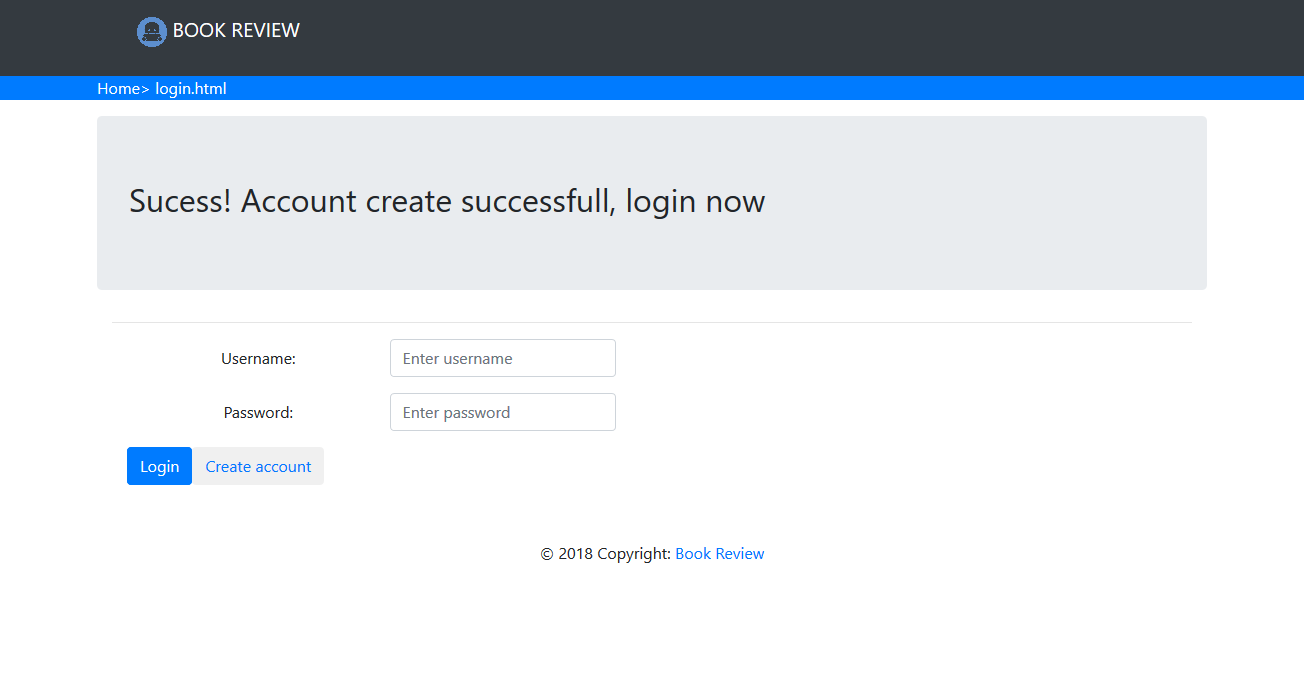 BOOK REVIEW
Home> login.html
Sucess! Account create successfull, login now
Username: Enter username
Password: Enter password
Login Create account
© 2018 Copyright: Book Review